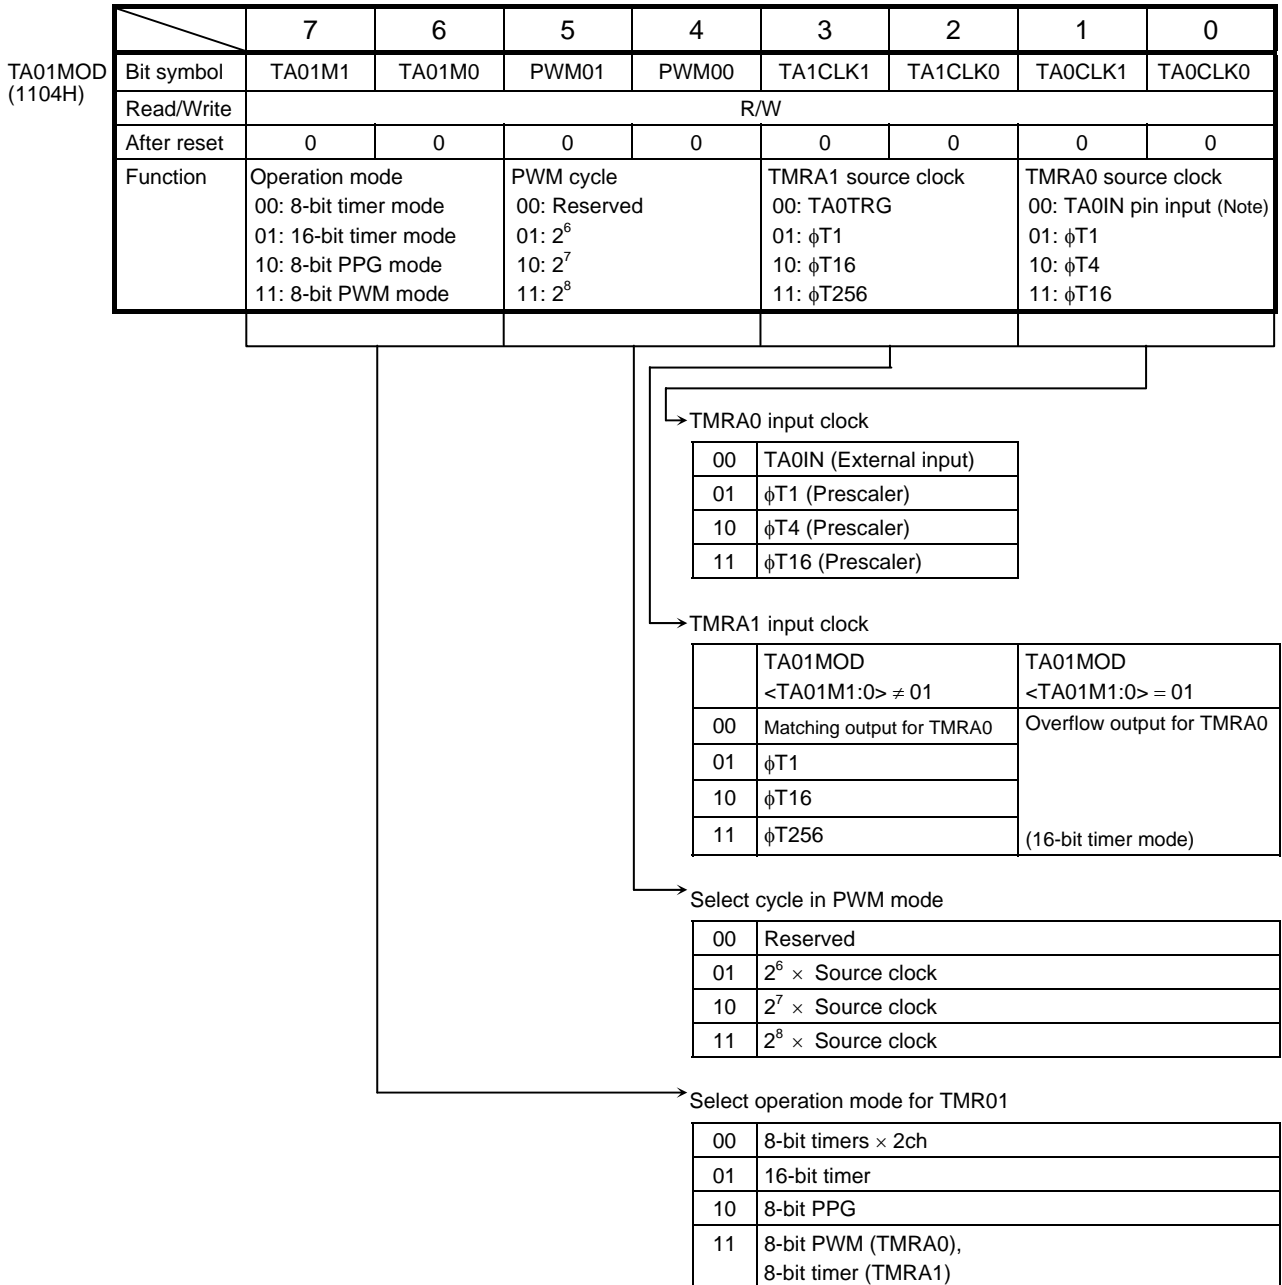 7 6 5 4 3 2 1 0
TA01MOD
(1104H)
Bit symbol TA01M1 TA01M0 PWM01 PWM00 TA1CLK1 TA1CLK0 TA0CLK1 TA0CLK0
Read/Write R/W
After reset 0 0 0 0 0 0 0 0
Function Operation mode PWM cycle TMRA1 source clock TMRA0 source clock
00: 8-bit timer mode 00: Reserved 00: TA0TRG 00: TA0IN pin input (Note)
01: 16-bit timer mode 01: 2⁶ 01: ϕT1 01: ϕT1
10: 8-bit PPG mode 10: 2⁷ 10: ϕT16 10: ϕT4
11: 8-bit PWM mode 11: 2⁸ 11: ϕT256 11: ϕT16
TMRA0 input clock
00 TA0IN (External input)
01 ϕT1 (Prescaler)
10 ϕT4 (Prescaler)
11 ϕT16 (Prescaler)
TMRA1 input clock
TA01MOD TA01MOD
<TA01M1:0> ≠ 01 <TA01M1:0> = 01
00 Matching output for TMRA0 Overflow output for TMRA0
01 ϕT1
10 ϕT16
11 ϕT256 (16-bit timer mode)
Select cycle in PWM mode
00 Reserved
01 2⁶ × Source clock
10 2⁷ × Source clock
11 2⁸ × Source clock
Select operation mode for TMR01
00 8-bit timers × 2ch
01 16-bit timer
10 8-bit PPG
11 8-bit PWM (TMRA0),
8-bit timer (TMRA1)